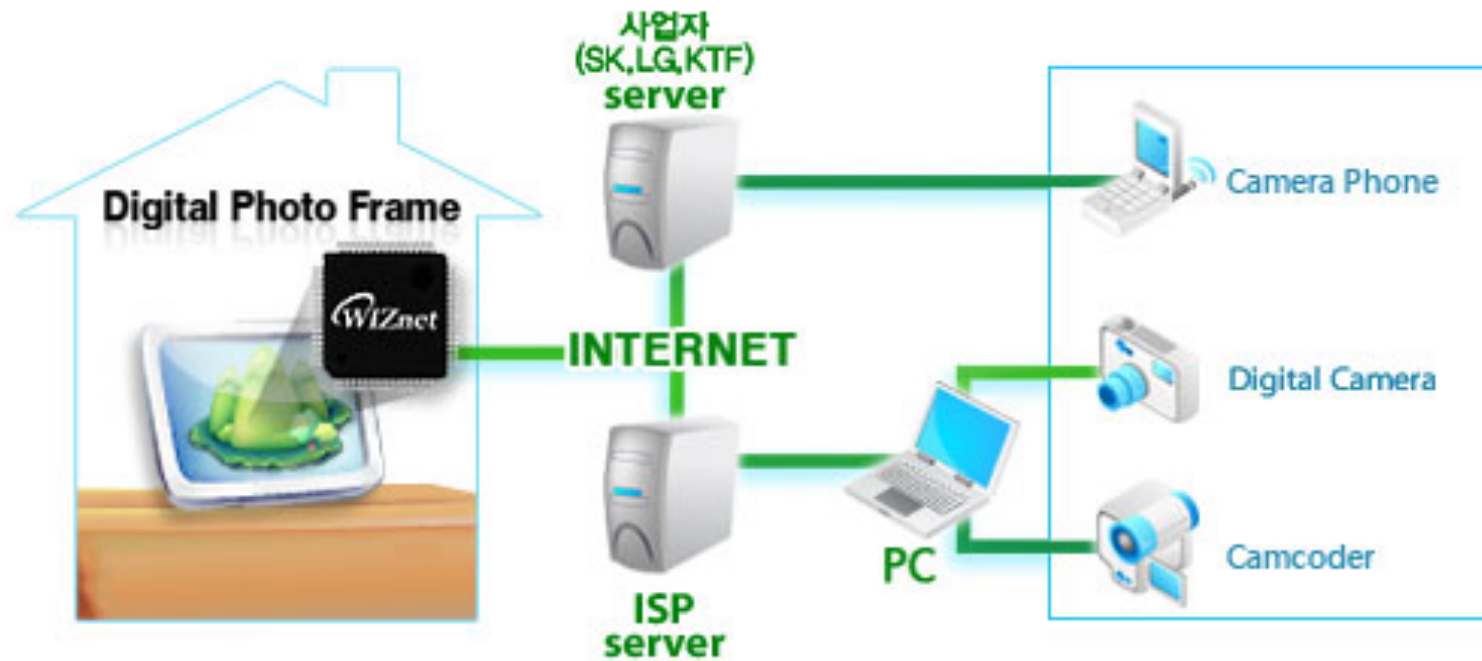 사업자
(SK,LG,KTF)
server
Digital Photo Frame
WIZnet
INTERNET
Camera Phone
Digital Camera
PC
Camcoder
ISP
server